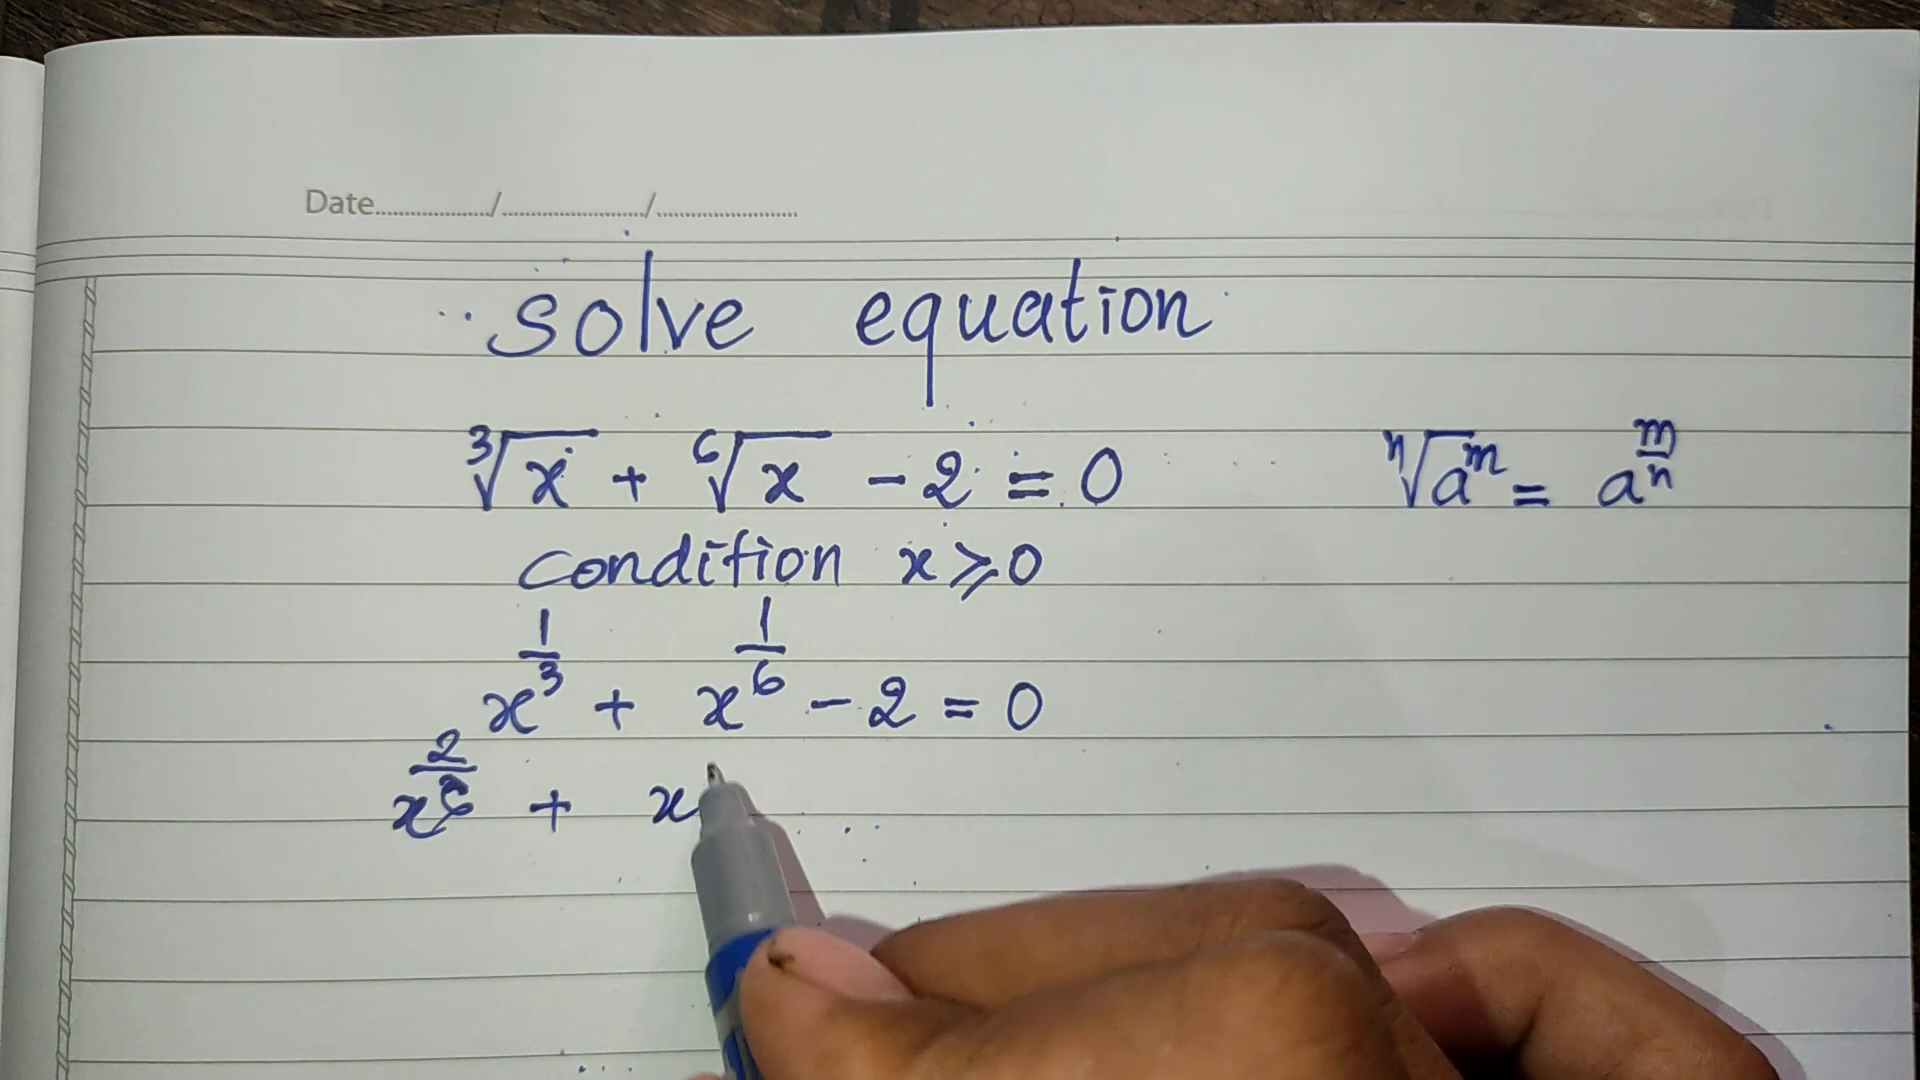 Date............/............/............
solve equation
∛x + ⁶√x - 2 = 0
ⁿ√aᵐ = a^(m/n)
condition x ⩾ 0
x^(1/3) + x^(1/6) - 2 = 0
x^(2/6) + x